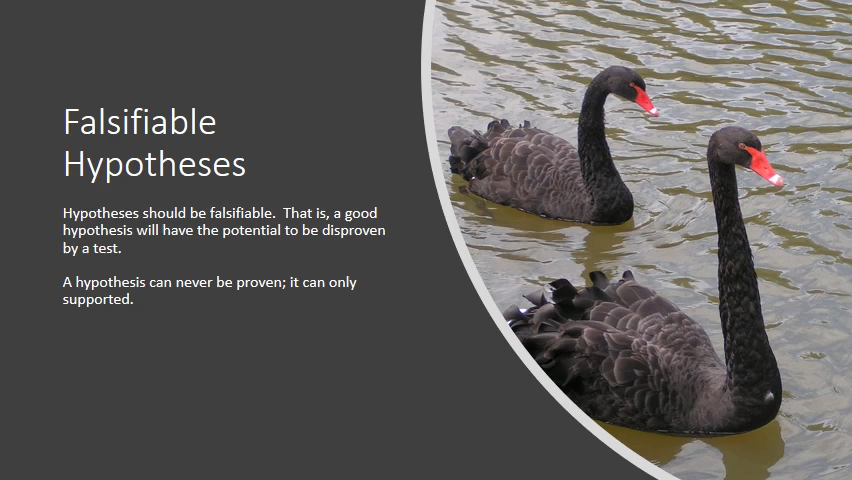 Falsifiable
Hypotheses
Hypotheses should be falsifiable.  That is, a good
hypothesis will have the potential to be disproven
by a test.
A hypothesis can never be proven; it can only
supported.